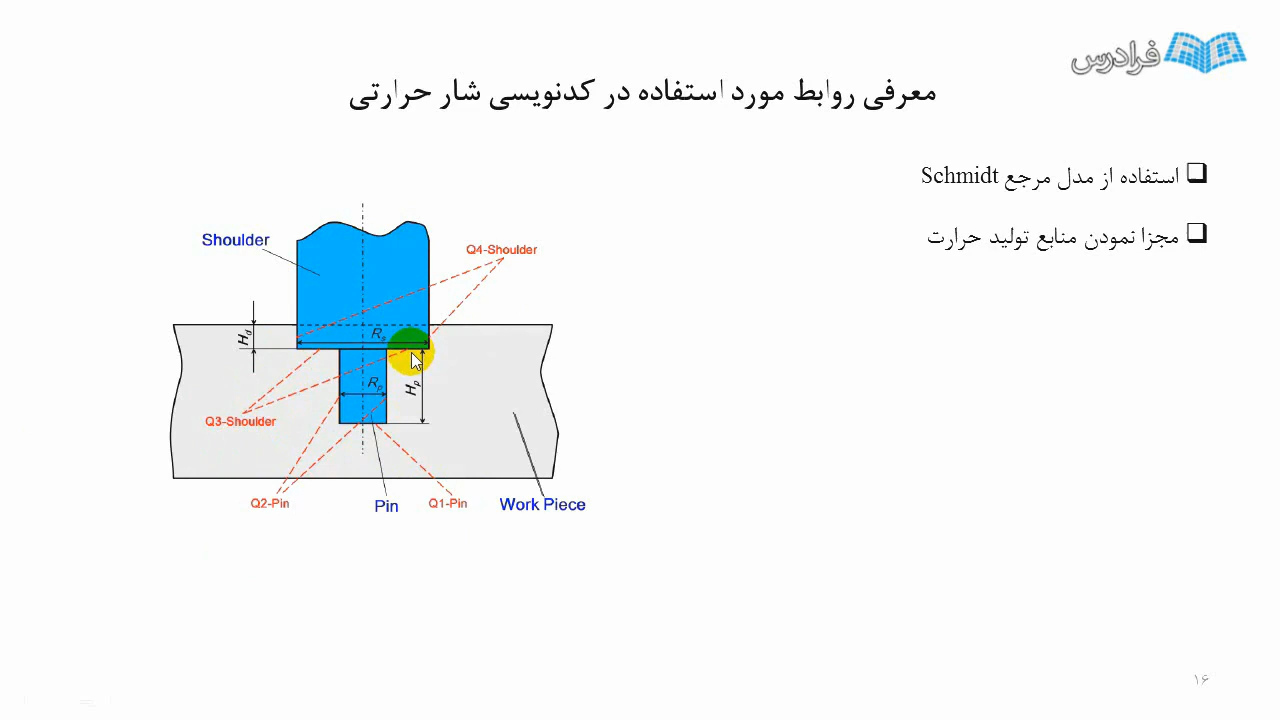 فرادرس
معرفی روابط مورد استفاده در کدنویسی شار حرارتی
استفاده از مدل مرجع Schmidt
مجزا نمودن منابع تولید حرارت
Shoulder
Q4-Shoulder
Hd
Rs
Rp
Hp
Q3-Shoulder
Q2-Pin
Pin
Q1-Pin
Work Piece
۱۶